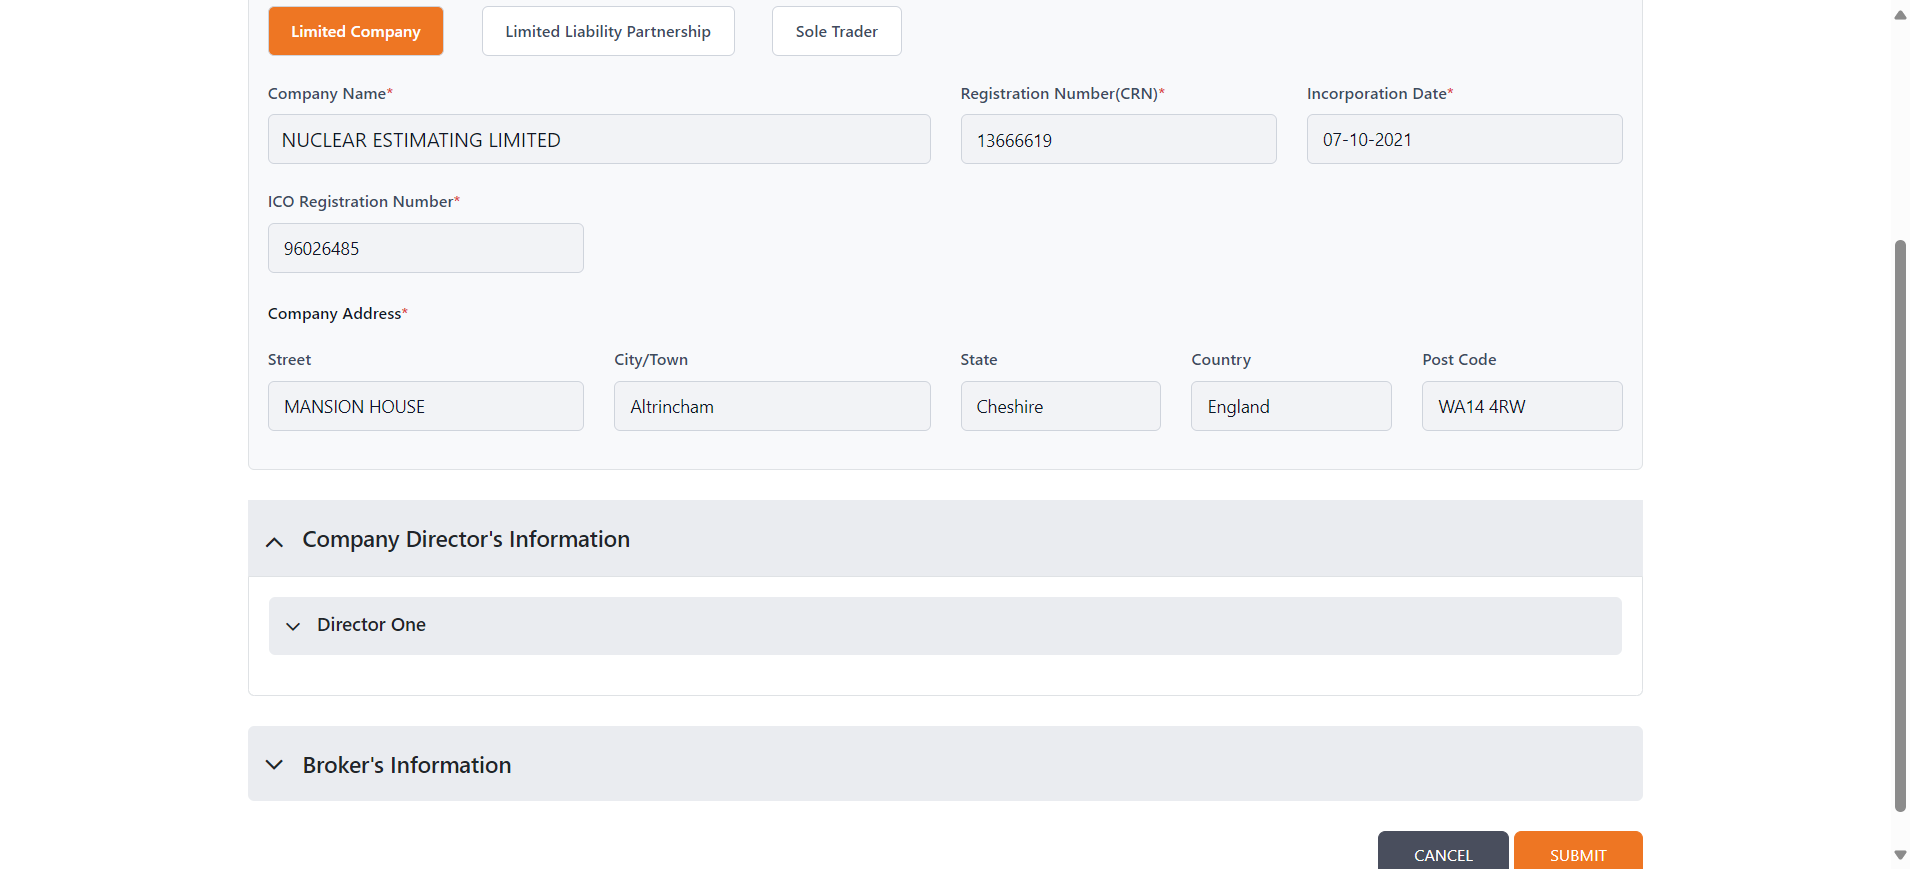 Limited Company Limited Liability Partnership Sole Trader
Company Name* Registration Number(CRN)* Incorporation Date*
NUCLEAR ESTIMATING LIMITED 13666619 07-10-2021
ICO Registration Number*
96026485
Company Address*
Street City/Town State Country Post Code
MANSION HOUSE Altrincham Cheshire England WA14 4RW
Company Director's Information
Director One
Broker's Information
CANCEL SUBMIT